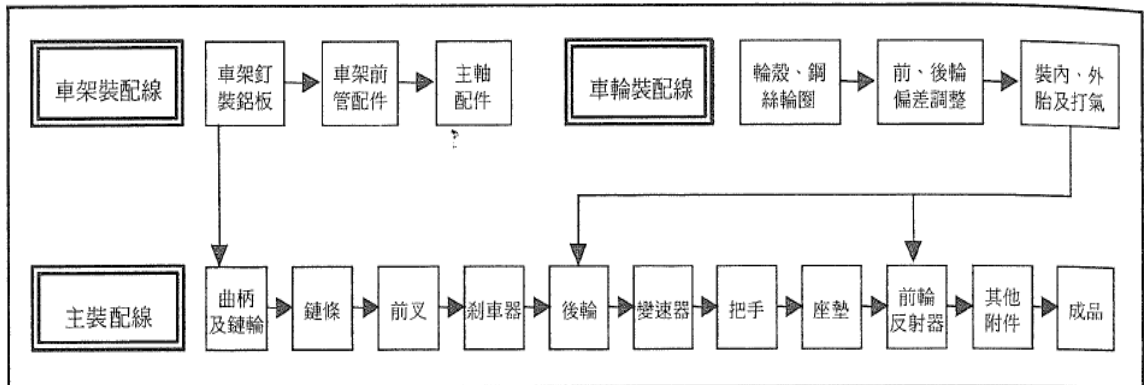 車架裝配線
車架釘
裝鋁板
車架前
管配件
主軸
配件
車輪裝配線
輪殼、鋼
絲輪圈
前、後輪
偏差調整
裝內、外
胎及打氣
主裝配線
曲柄
及鏈輪
鏈條
前叉
剎車器
後輪
變速器
把手
座墊
前輪
反射器
其他
附件
成品